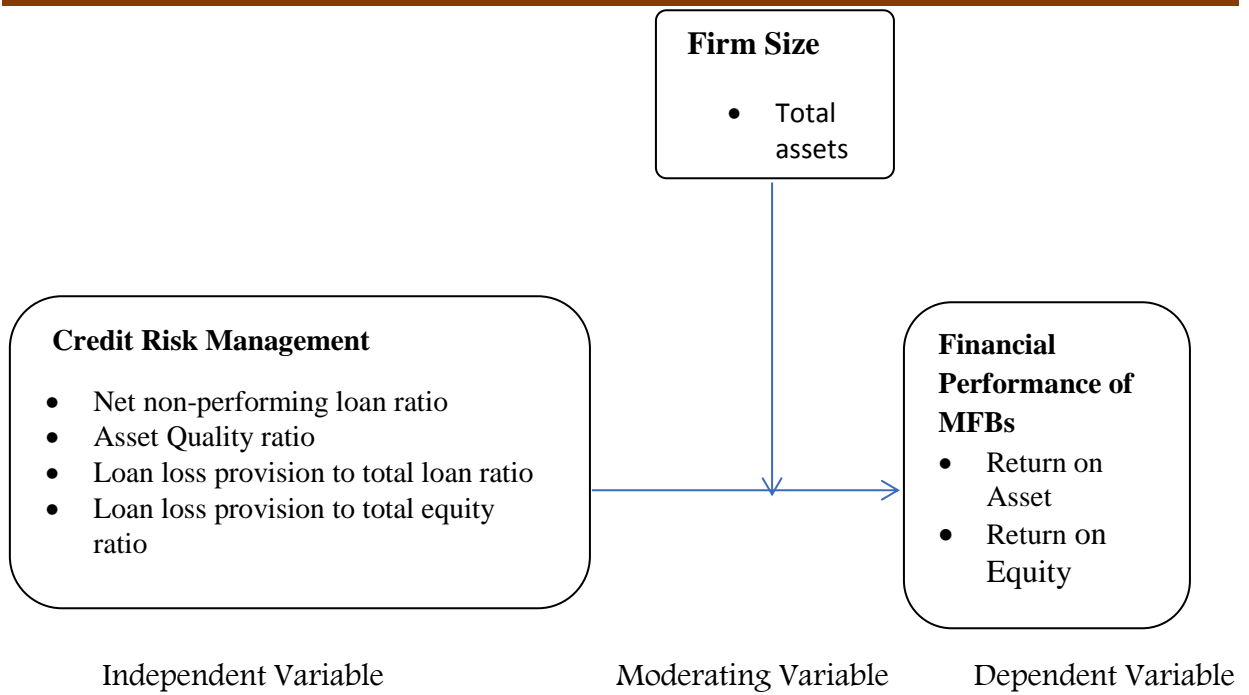 Firm Size
• Total
assets
Credit Risk Management
• Net non-performing loan ratio
• Asset Quality ratio
• Loan loss provision to total loan ratio
• Loan loss provision to total equity
ratio
Financial
Performance of
MFBs
• Return on
Asset
• Return on
Equity
Independent Variable
Moderating Variable
Dependent Variable